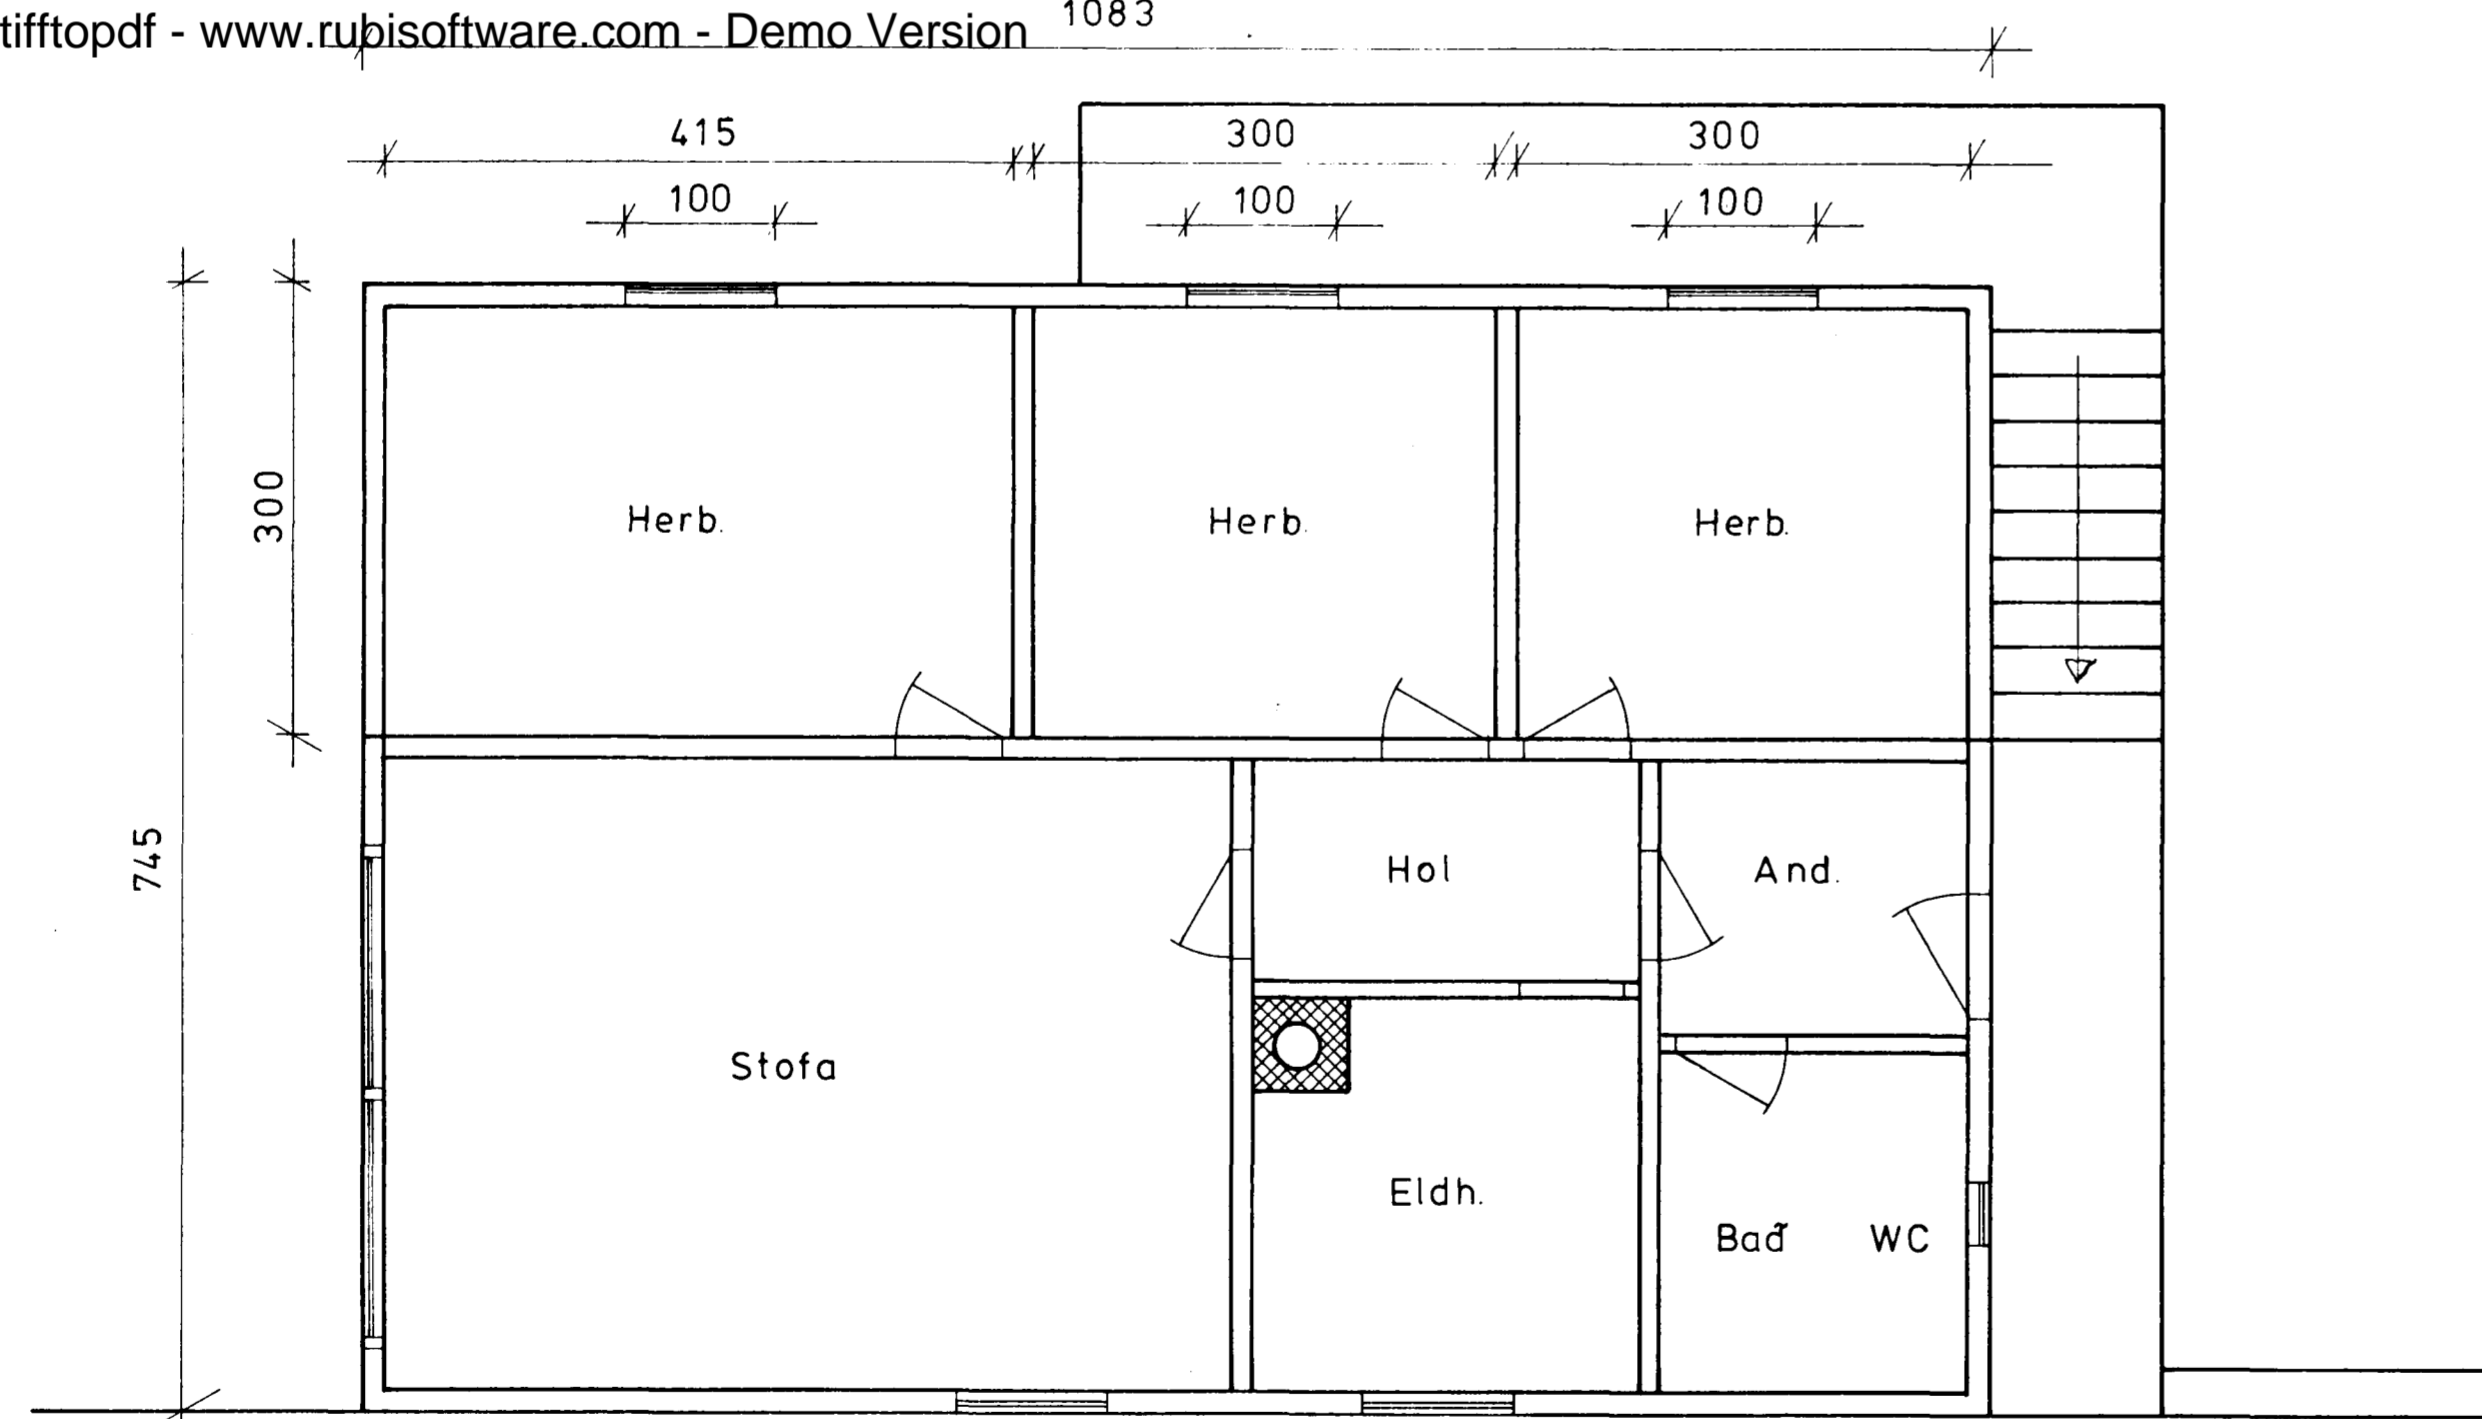 tifftopdf - www.rubisoftware.com - Demo Version
1083
415 300 300
100 100 100
300
745
Herb. Herb. Herb.
Hol And.
Stofa
Eldh.
Bað WC